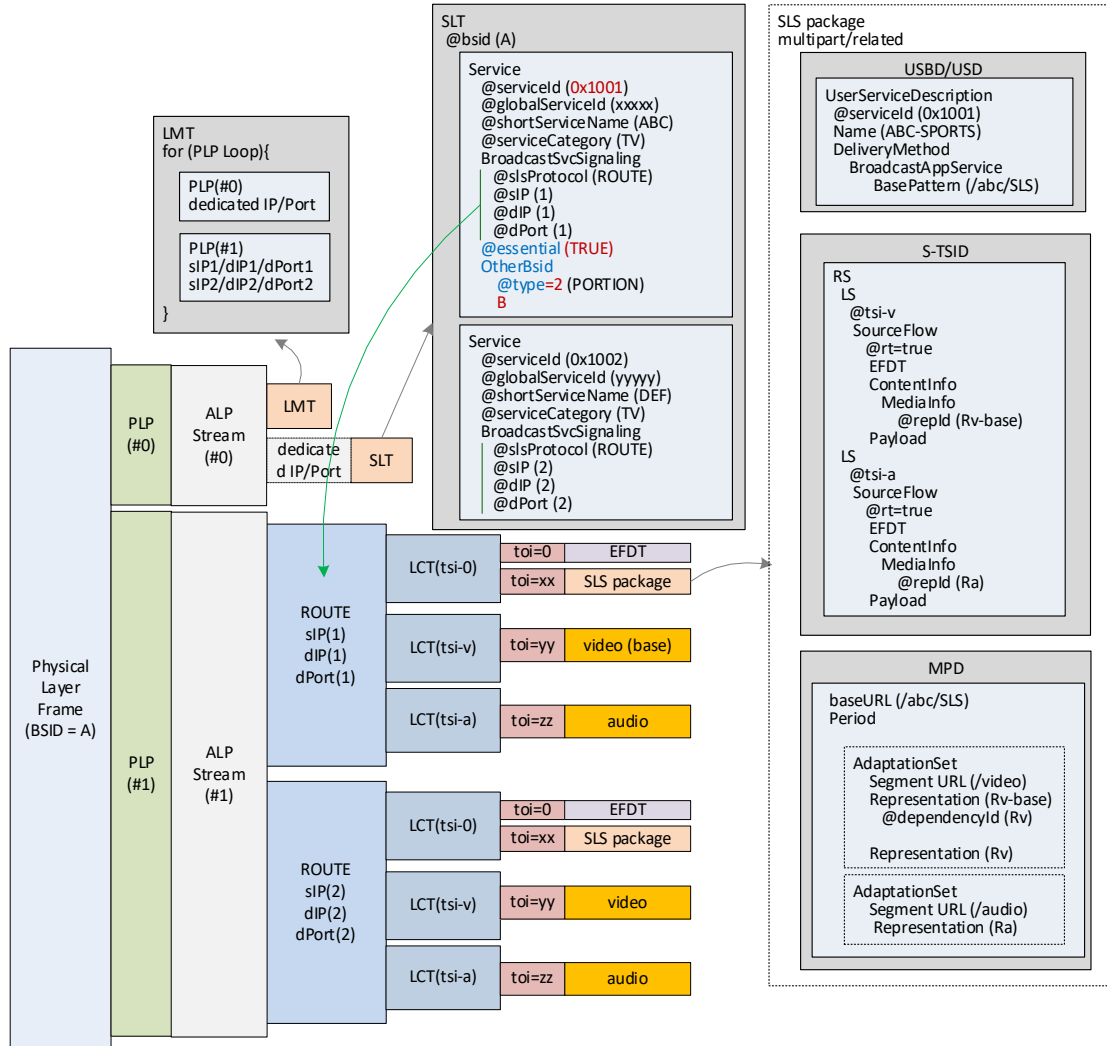 SLT
@bsid (A)
Service
@serviceId (0x1001)
@globalServiceId (xxxxx)
@shortServiceName (ABC)
@serviceCategory (TV)
BroadcastSvcSignaling
@slsProtocol (ROUTE)
@sIP (1)
@dIP (1)
@dPort (1)
@essential (TRUE)
OtherBsid
@type=2 (PORTION)
B
Service
@serviceId (0x1002)
@globalServiceId (yyyyy)
@shortServiceName (DEF)
@serviceCategory (TV)
BroadcastSvcSignaling
@slsProtocol (ROUTE)
@sIP (2)
@dIP (2)
@dPort (2)
LMT
for (PLP Loop){
PLP(#0)
dedicated IP/Port
PLP(#1)
sIP1/dIP1/dPort1
sIP2/dIP2/dPort2
}
Physical
Layer
Frame
(BSID = A)
PLP
(#0)
ALP
Stream
(#0)
LMT
dedicate
d IP/Port
SLT
PLP
(#1)
ALP
Stream
(#1)
ROUTE
sIP(1)
dIP(1)
dPort(1)
LCT(tsi-0)
toi=0
EFDT
toi=xx
SLS package
LCT(tsi-v)
toi=yy
video (base)
LCT(tsi-a)
toi=zz
audio
ROUTE
sIP(2)
dIP(2)
dPort(2)
LCT(tsi-0)
toi=0
EFDT
toi=xx
SLS package
LCT(tsi-v)
toi=yy
video
LCT(tsi-a)
toi=zz
audio
SLS package
multipart/related
USBD/USD
UserServiceDescription
@serviceId (0x1001)
Name (ABC-SPORTS)
DeliveryMethod
BroadcastAppService
BasePattern (/abc/SLS)
S-TSID
RS
LS
@tsi-v
SourceFlow
@rt=true
EFDT
ContentInfo
MediaInfo
@repId (Rv-base)
Payload
LS
@tsi-a
SourceFlow
@rt=true
EFDT
ContentInfo
MediaInfo
@repId (Ra)
Payload
MPD
baseURL (/abc/SLS)
Period
AdaptationSet
Segment URL (/video)
Representation (Rv-base)
@dependencyId (Rv)
Representation (Rv)
AdaptationSet
Segment URL (/audio)
Representation (Ra)